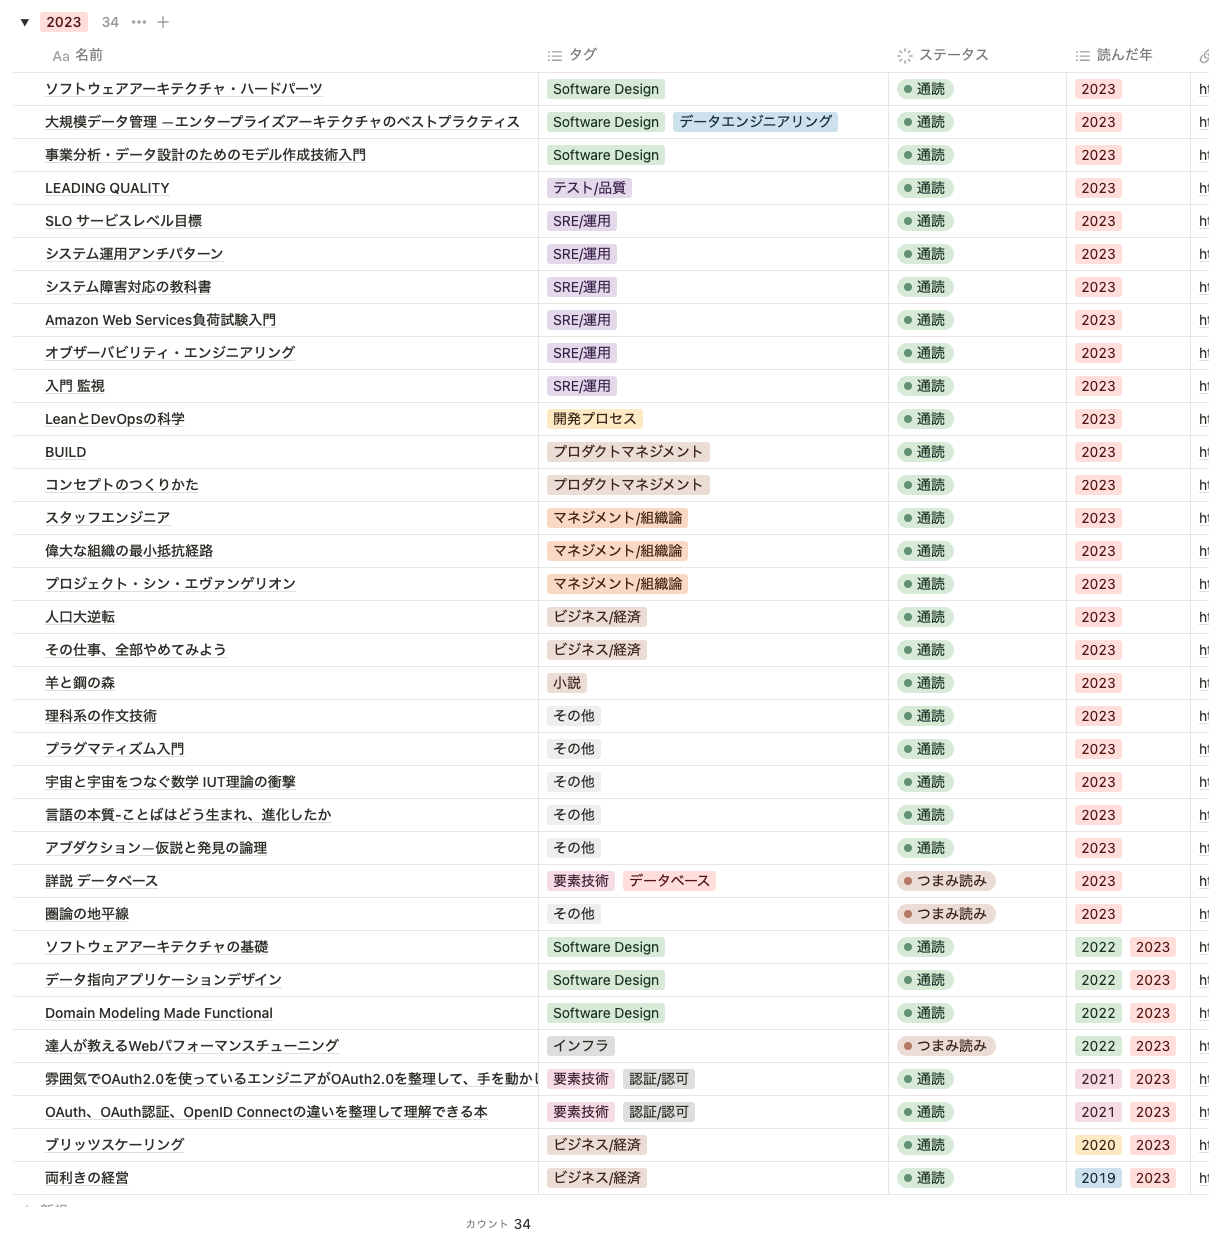 2023 34
Aa 名前 タグ ステータス 読んだ年
ソフトウェアアーキテクチャ・ハードパーツ Software Design 通読 2023 ht
大規模データ管理 ―エンタープライズアーキテクチャのベストプラクティス Software Design データエンジニアリング 通読 2023 ht
事業分析・データ設計のためのモデル作成技術入門 Software Design 通読 2023 ht
LEADING QUALITY テスト/品質 通読 2023 ht
SLO サービスレベル目標 SRE/運用 通読 2023 ht
システム運用アンチパターン SRE/運用 通読 2023 ht
システム障害対応の教科書 SRE/運用 通読 2023 ht
Amazon Web Services負荷試験入門 SRE/運用 通読 2023 ht
オブザーバビリティ・エンジニアリング SRE/運用 通読 2023 ht
入門 監視 SRE/運用 通読 2023 ht
LeanとDevOpsの科学 開発プロセス 通読 2023 ht
BUILD プロダクトマネジメント 通読 2023 ht
コンセプトのつくりかた プロダクトマネジメント 通読 2023 ht
スタッフエンジニア マネジメント/組織論 通読 2023 ht
偉大な組織の最小抵抗経路 マネジメント/組織論 通読 2023 ht
プロジェクト・シン・エヴァンゲリオン マネジメント/組織論 通読 2023 ht
人口大逆転 ビジネス/経済 通読 2023 ht
その仕事、全部やめてみよう ビジネス/経済 通読 2023 ht
羊と鋼の森 小説 通読 2023 ht
理科系の作文技術 その他 通読 2023 ht
プラグマティズム入門 その他 通読 2023 ht
宇宙と宇宙をつなぐ数学 IUT理論の衝撃 その他 通読 2023 ht
言語の本質-ことばはどう生まれ、進化したか その他 通読 2023 ht
アブダクション―仮説と発見の論理 その他 通読 2023 ht
詳説 データベース 要素技術 データベース つまみ読み 2023 ht
圏論の地平線 その他 つまみ読み 2023 ht
ソフトウェアアーキテクチャの基礎 Software Design 通読 2022 2023 ht
データ指向アプリケーションデザイン Software Design 通読 2022 2023 ht
Domain Modeling Made Functional Software Design 通読 2022 2023 ht
達人が教えるWebパフォーマンスチューニング インフラ つまみ読み 2022 2023 ht
雰囲気でOAuth2.0を使っているエンジニアがOAuth2.0を整理して、手を動かし 要素技術 認証/認可 通読 2021 2023 ht
OAuth、OAuth認証、OpenID Connectの違いを整理して理解できる本 要素技術 認証/認可 通読 2021 2023 ht
ブリッツスケーリング ビジネス/経済 通読 2020 2023 ht
両利きの経営 ビジネス/経済 通読 2019 2023 ht
カウント 34